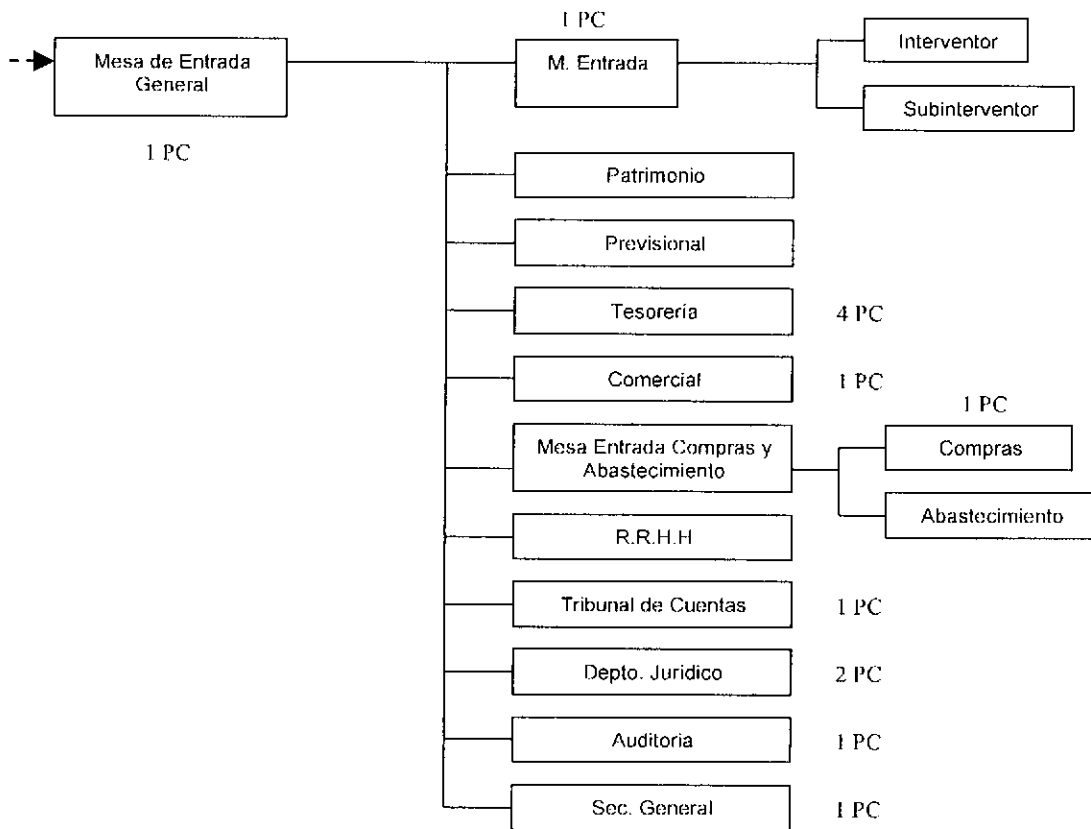 1 PC
Mesa de Entrada
General
1 PC
M. Entrada
Interventor
Subinterventor
Patrimonio
Previsional
Tesorería
4 PC
Comercial
1 PC
Mesa Entrada Compras y
Abastecimiento
1 PC
Compras
Abastecimiento
R.R.H.H
Tribunal de Cuentas
1 PC
Depto. Juridico
2 PC
Auditoria
1 PC
Sec. General
1 PC